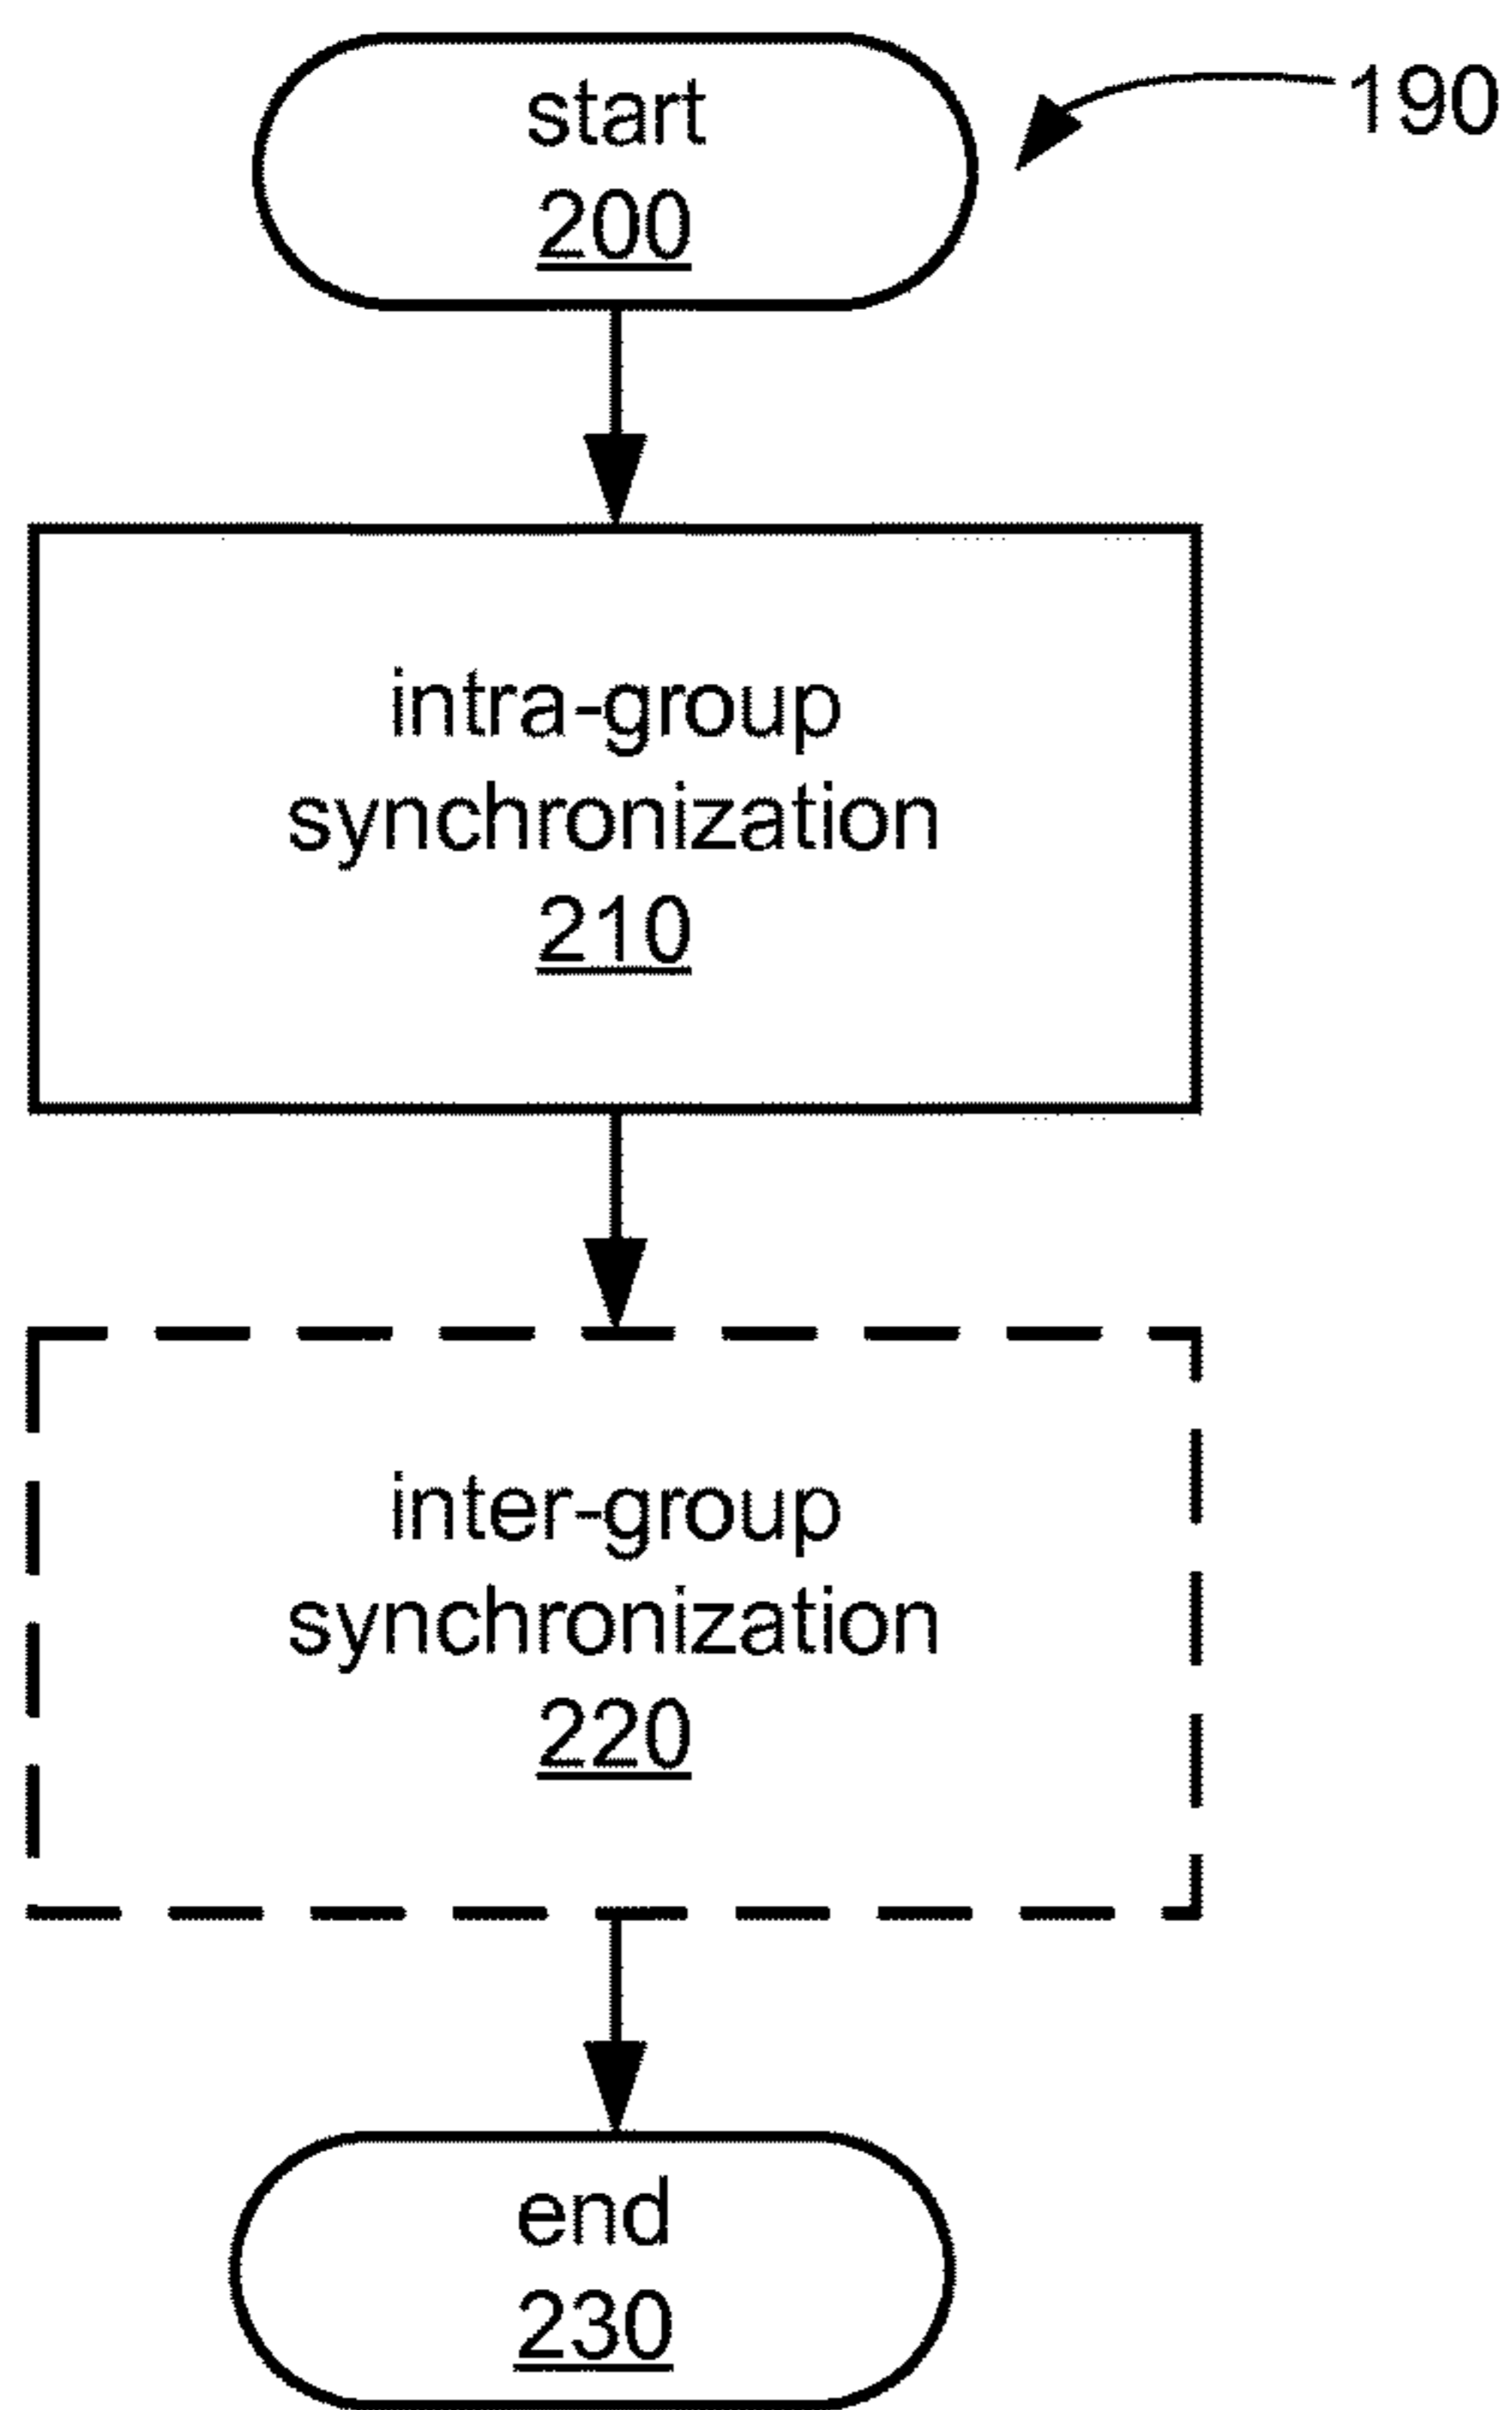 start
200
190
intra-group
synchronization
210
inter-group
synchronization
220
end
230